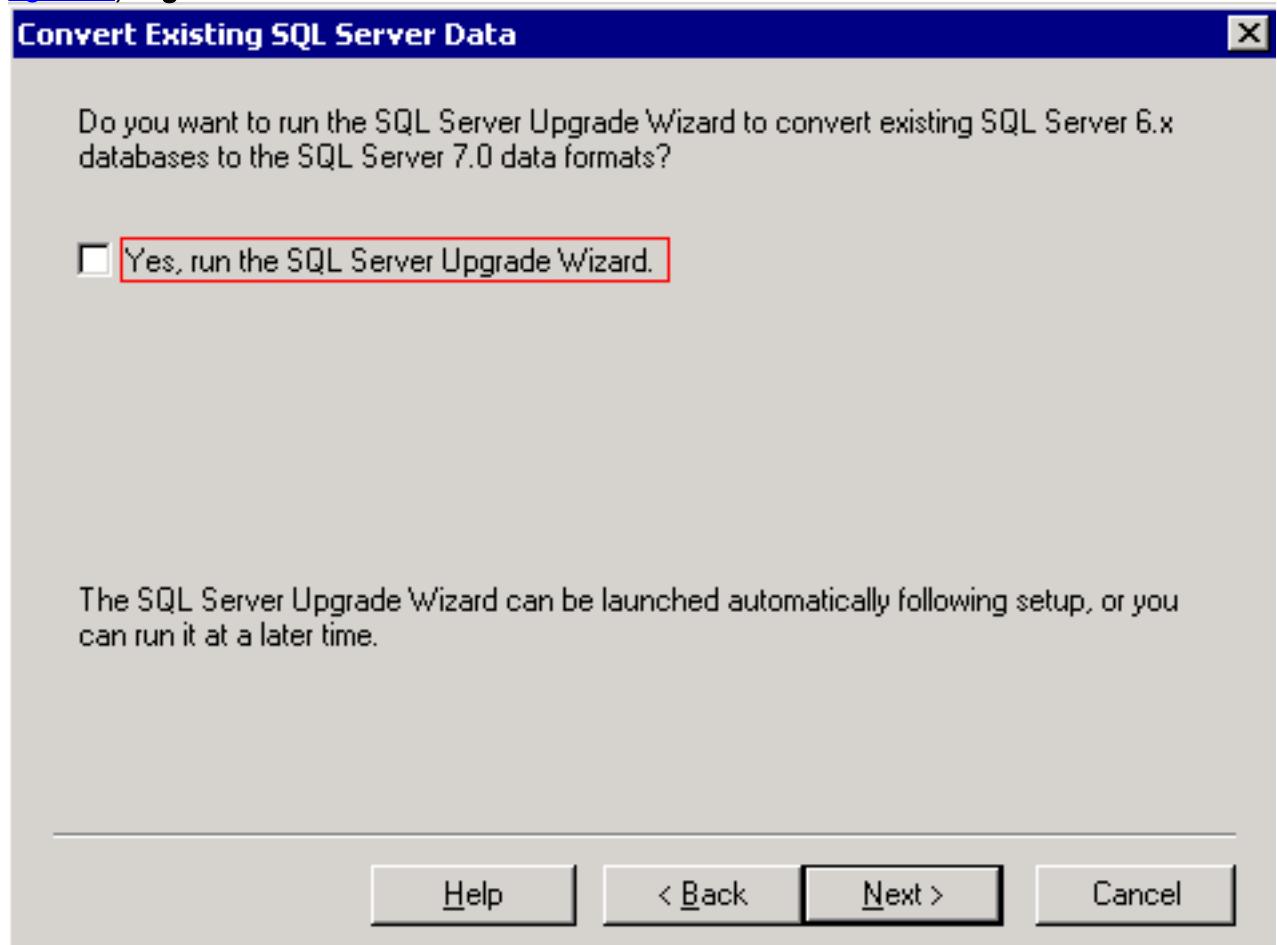 Convert Existing SQL Server Data
Do you want to run the SQL Server Upgrade Wizard to convert existing SQL Server 6.x
databases to the SQL Server 7.0 data formats?
Yes, run the SQL Server Upgrade Wizard.
The SQL Server Upgrade Wizard can be launched automatically following setup, or you
can run it at a later time.
Help < Back Next > Cancel